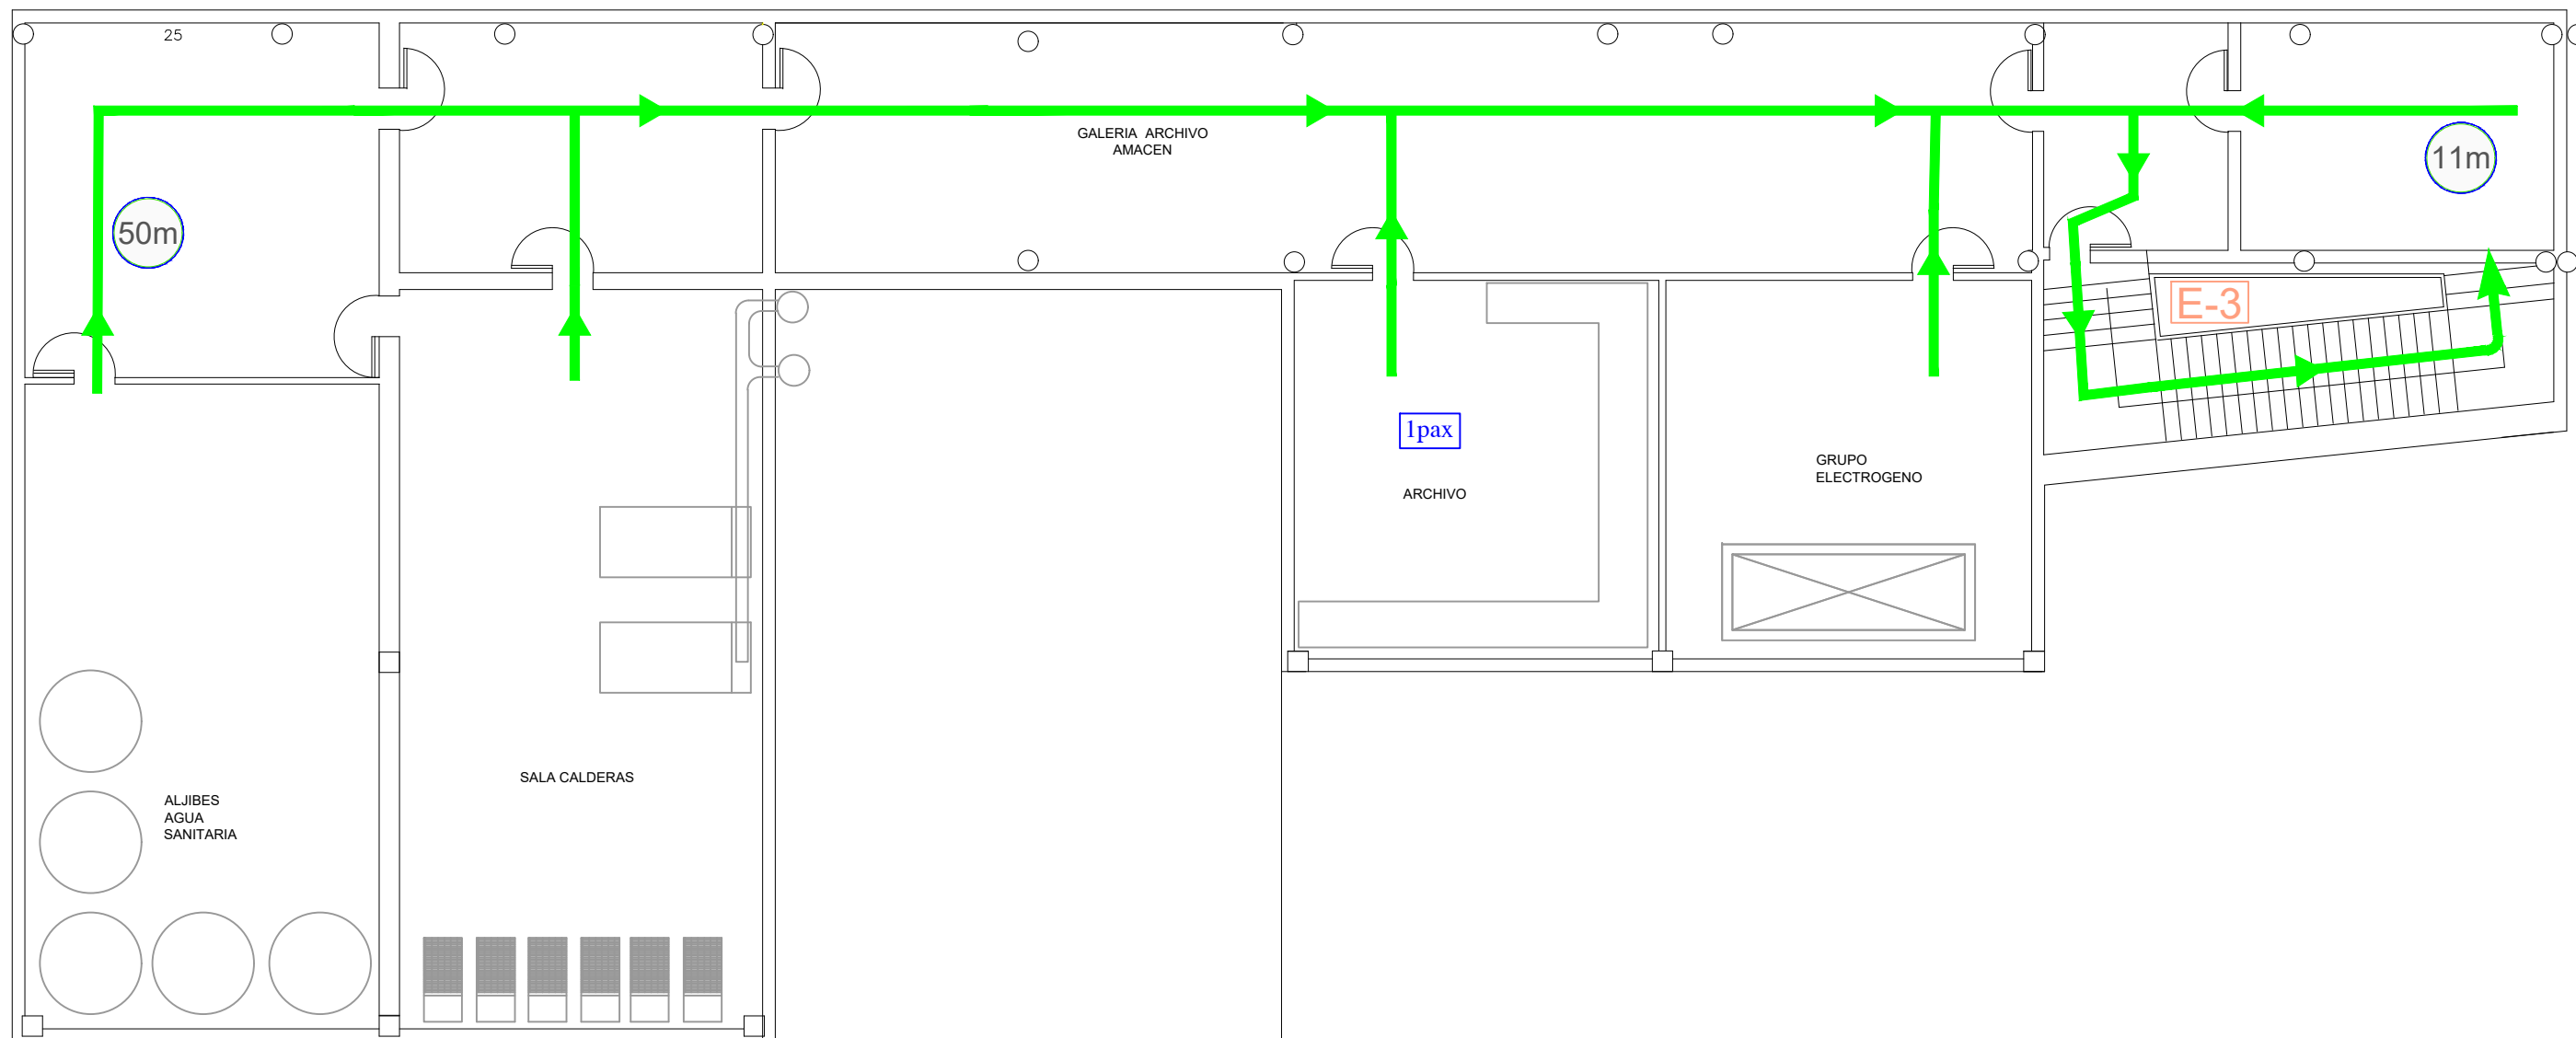 25
GALERIA ARCHIVO
AMACEN
11m
50m
E-3
1pax
GRUPO
ELECTROGENO
ARCHIVO
SALA CALDERAS
ALJIBES
AGUA
SANITARIA